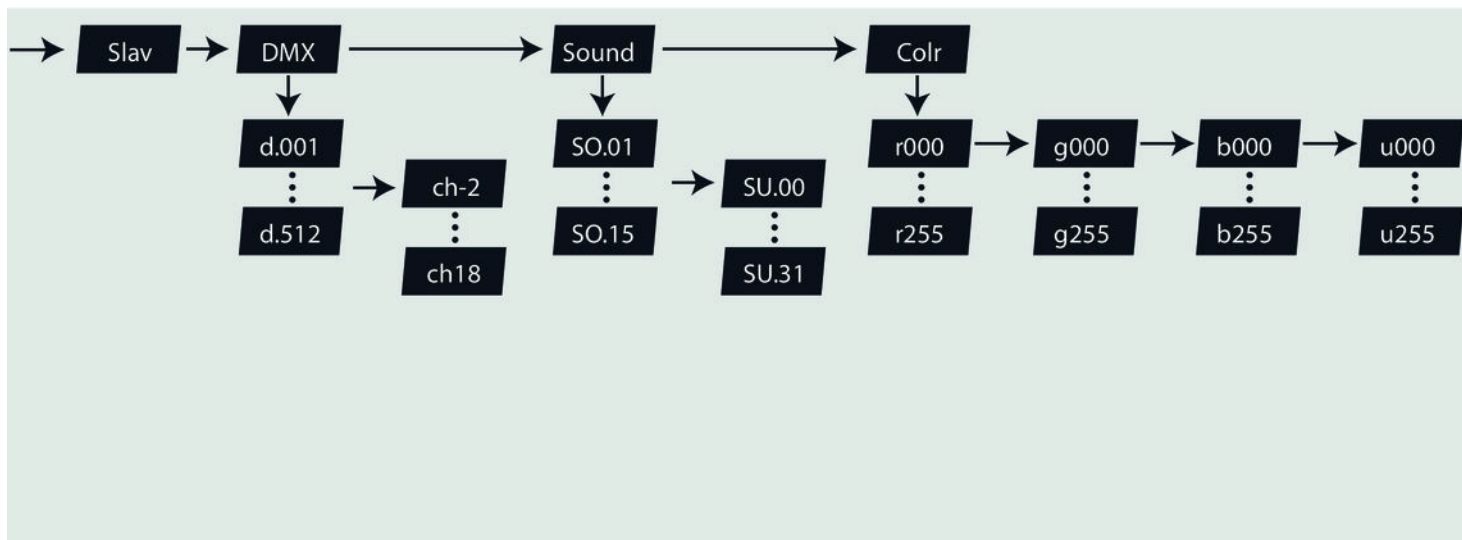 Slav DMX Sound Colr
d.001 SO.01 r000 g000 b000 u000
ch-2 SU.00
d.512 SO.15 r255 g255 b255 u255
ch18 SU.31